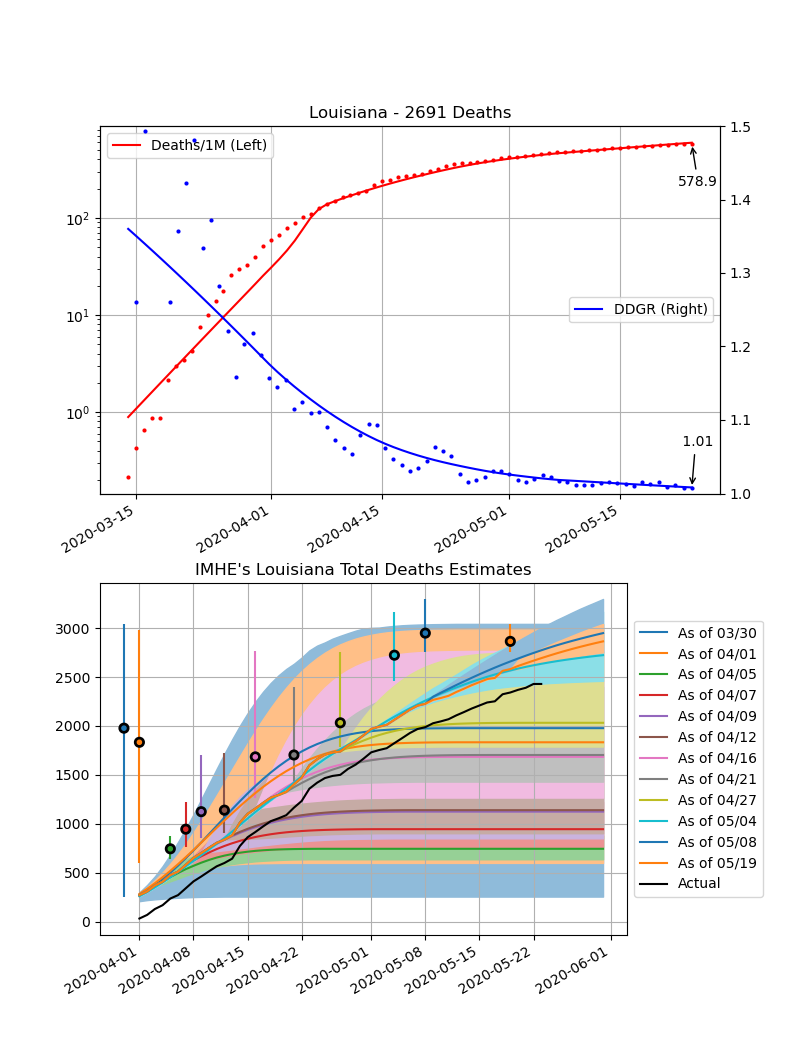 Louisiana - 2691 Deaths
Deaths/1M (Left)
DDGR (Right)
578.9
1.01
10²
10¹
10⁰
1.5
1.4
1.3
1.2
1.1
1.0
2020-03-15
2020-04-01
2020-04-15
2020-05-01
2020-05-15
IMHE's Louisiana Total Deaths Estimates
3000
2500
2000
1500
1000
500
0
2020-04-01
2020-04-08
2020-04-15
2020-04-22
2020-05-01
2020-05-08
2020-05-15
2020-05-22
2020-06-01
As of 03/30
As of 04/01
As of 04/05
As of 04/07
As of 04/09
As of 04/12
As of 04/16
As of 04/21
As of 04/27
As of 05/04
As of 05/08
As of 05/19
Actual